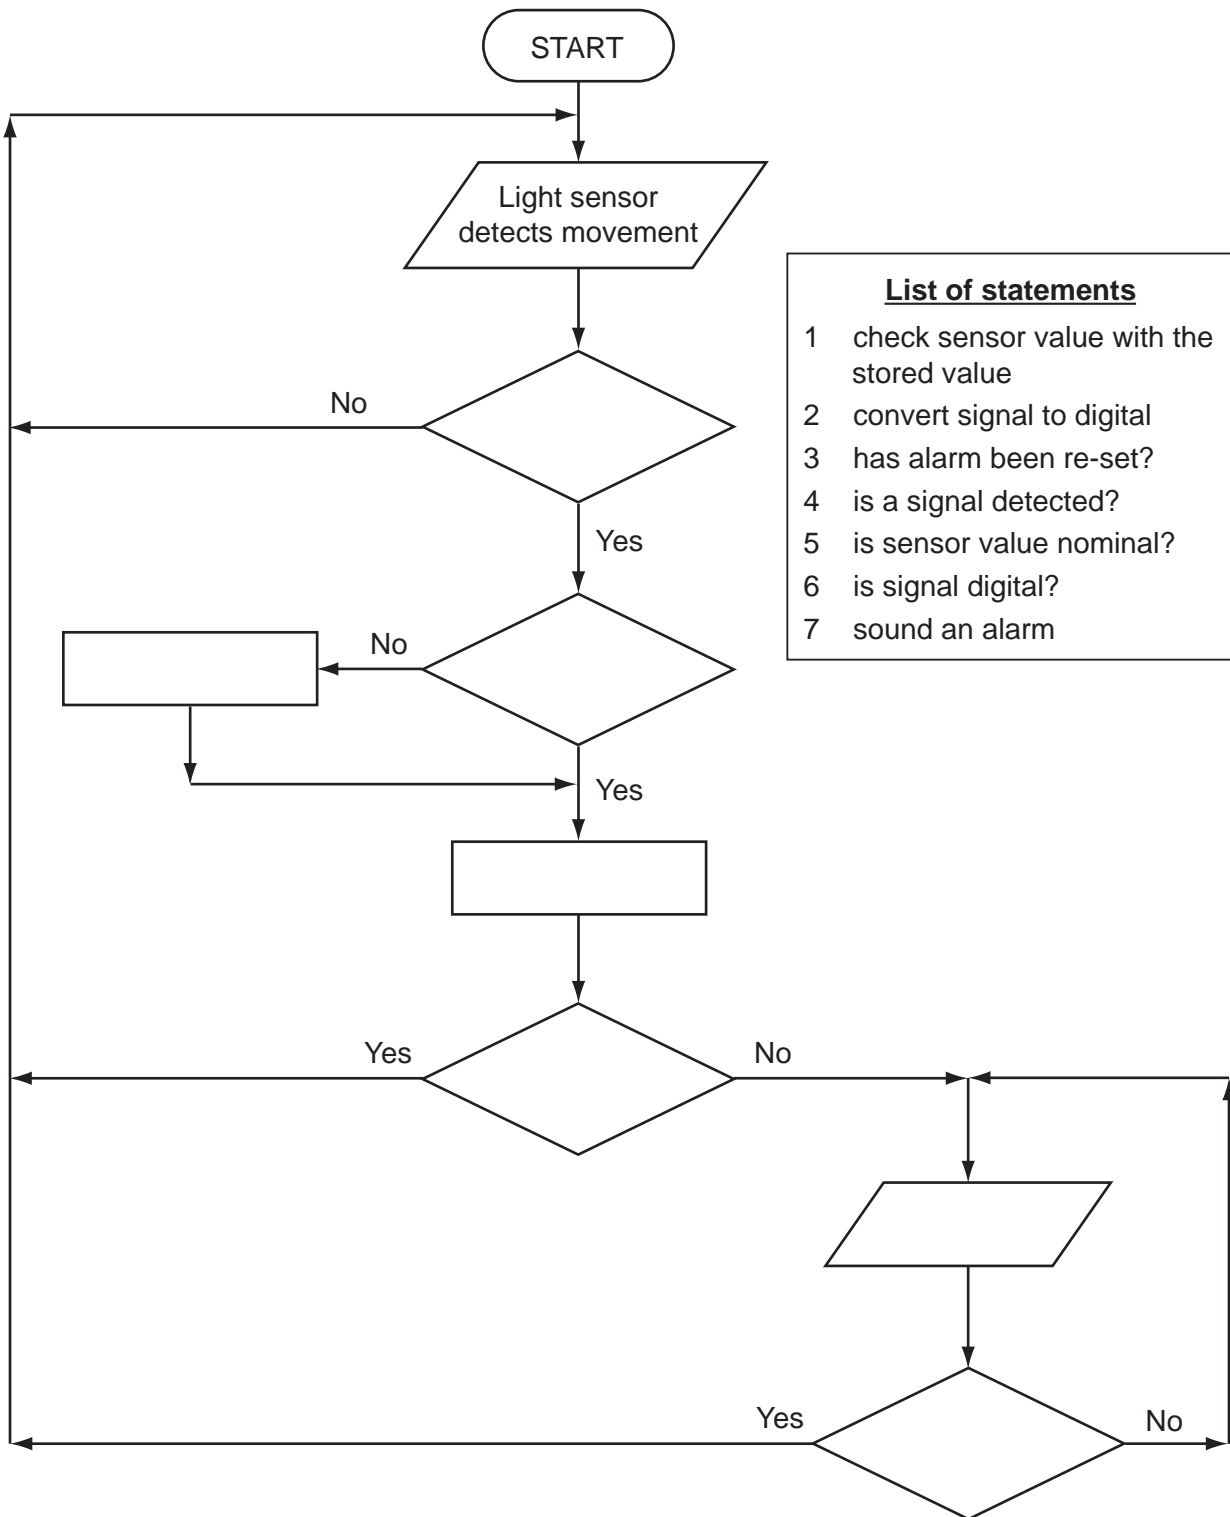 START
Light sensor
detects movement
List of statements
1 check sensor value with the
stored value
2 convert signal to digital
3 has alarm been re-set?
4 is a signal detected?
5 is sensor value nominal?
6 is signal digital?
7 sound an alarm
No
Yes
No
Yes
Yes
No
Yes
No